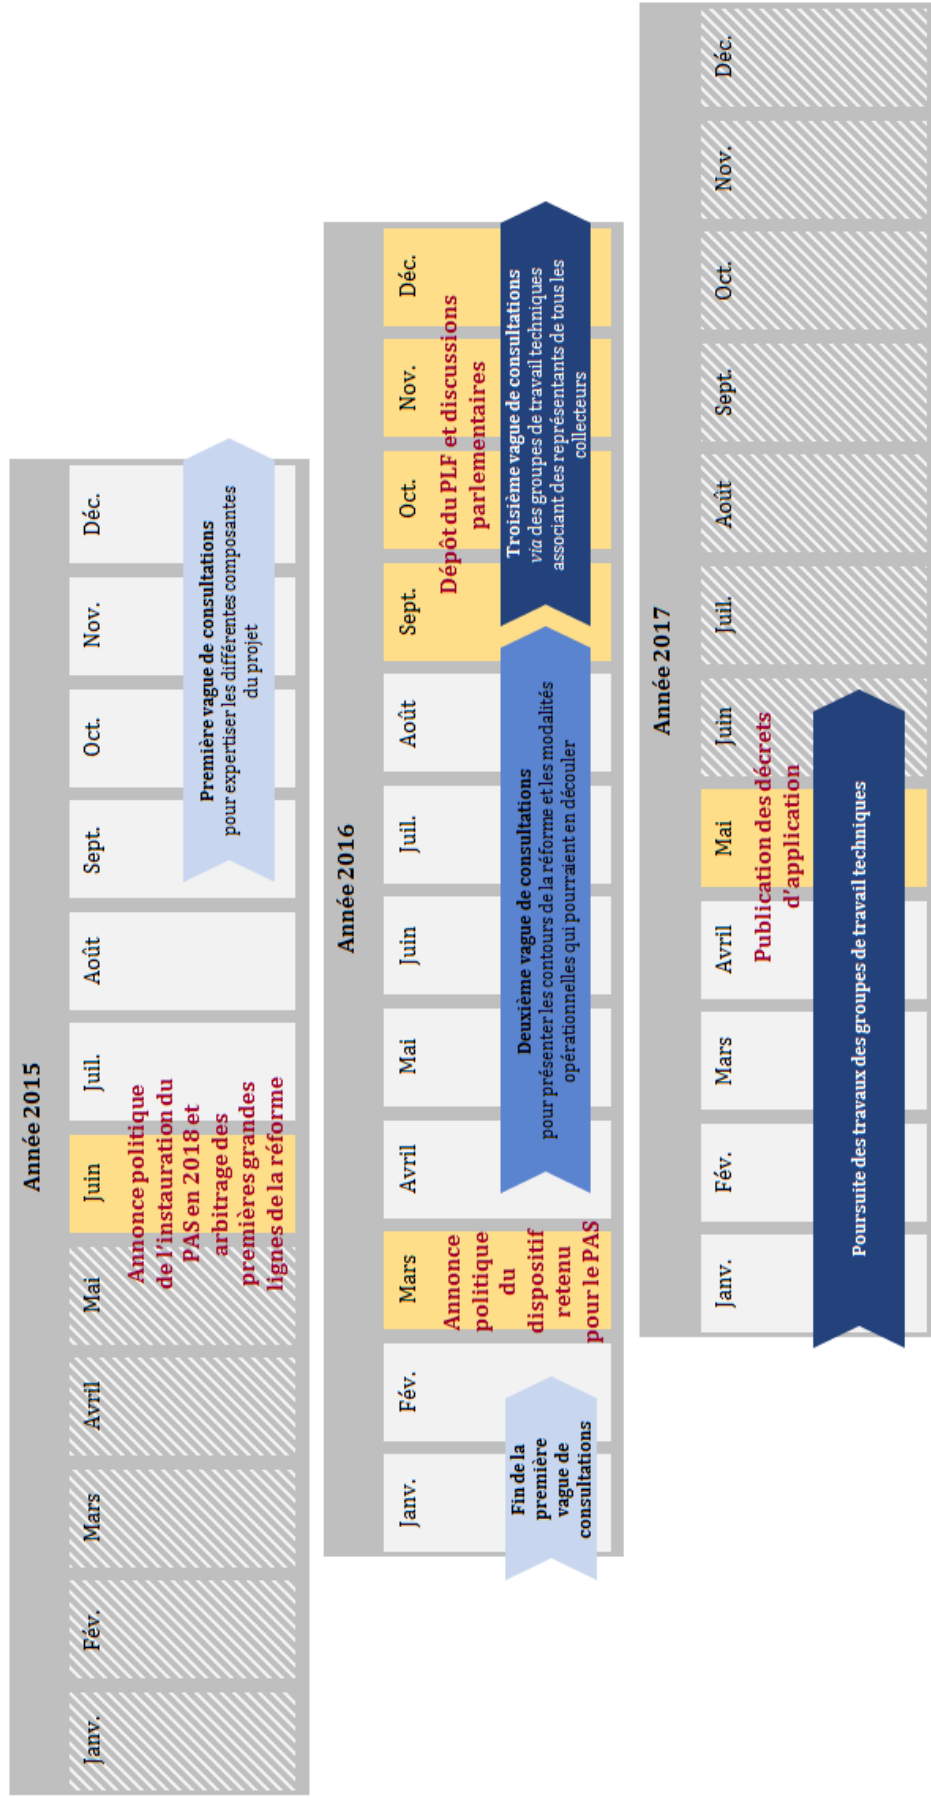 Année 2015
Janv.
Fév.
Mars
Avril
Mai
Juin
Juil.
Août
Sept.
Oct.
Nov.
Déc.
Annonce politique
de l'instauration du
PAS en 2018 et
arbitrage des
premières grandes
lignes de la réforme
Première vague de consultations
pour expertiser les différentes composantes
du projet
Année 2016
Janv.
Fév.
Mars
Avril
Mai
Juin
Juil.
Août
Sept.
Oct.
Nov.
Déc.
Fin de la
première
vague de
consultations
Annonce
politique
du
dispositif
retenu
pour le PAS
Deuxième vague de consultations
pour présenter les contours de la réforme et les modalités
opérationnelles qui pourraient en découler
Dépôt du PLF et discussions
parlementaires
Troisième vague de consultations
via des groupes de travail techniques
associant des représentants de tous les
collecteurs
Année 2017
Janv.
Fév.
Mars
Avril
Mai
Juin
Juil.
Août
Sept.
Oct.
Nov.
Déc.
Publication des décrets
d'application
Poursuite des travaux des groupes de travail techniques